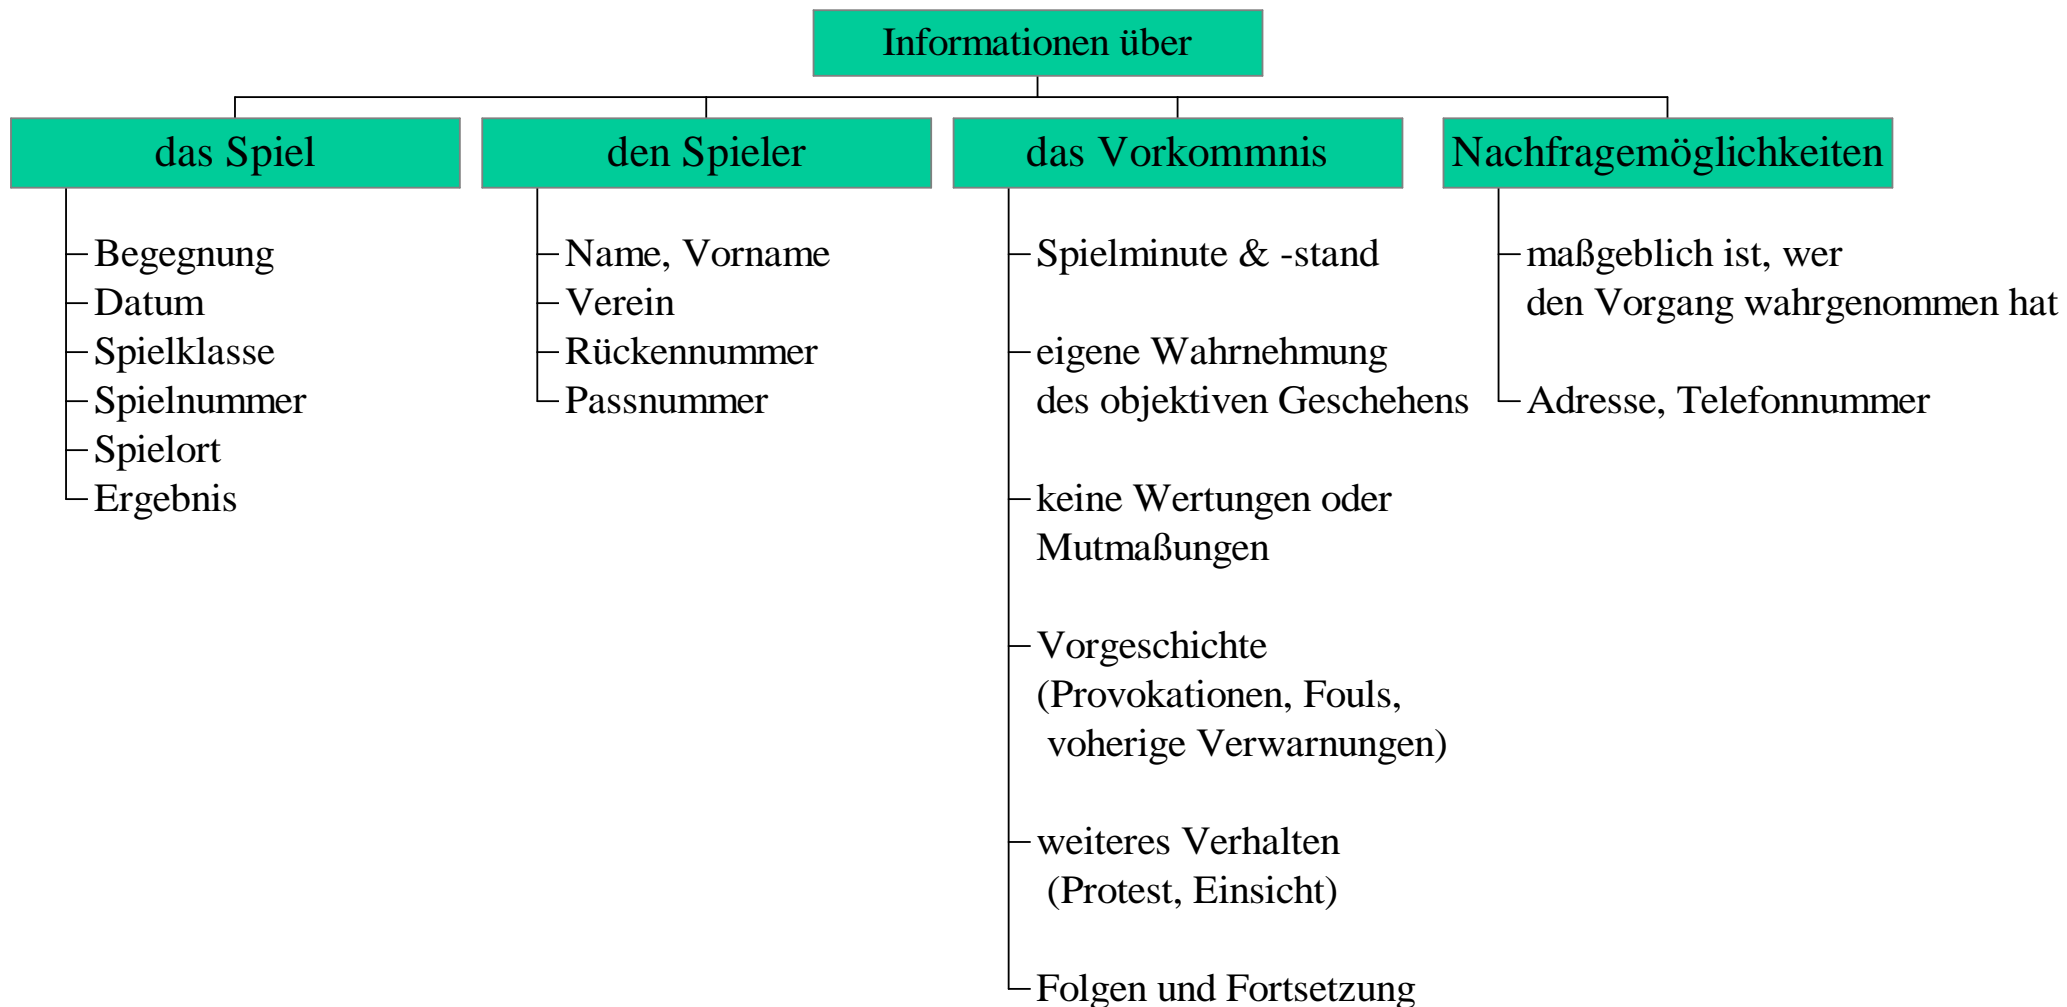 Informationen über
das Spiel
Begegnung
Datum
Spielklasse
Spielnummer
Spielort
Ergebnis
den Spieler
Name, Vorname
Verein
Rückennummer
Passnummer
das Vorkommnis
Spielminute & -stand
eigene Wahrnehmung
des objektiven Geschehens
keine Wertungen oder
Mutmaßungen
Vorgeschichte
(Provokationen, Fouls,
voherige Verwarnungen)
weiteres Verhalten
(Protest, Einsicht)
Folgen und Fortsetzung
Nachfragemöglichkeiten
maßgeblich ist, wer
den Vorgang wahrgenommen hat
Adresse, Telefonnummer